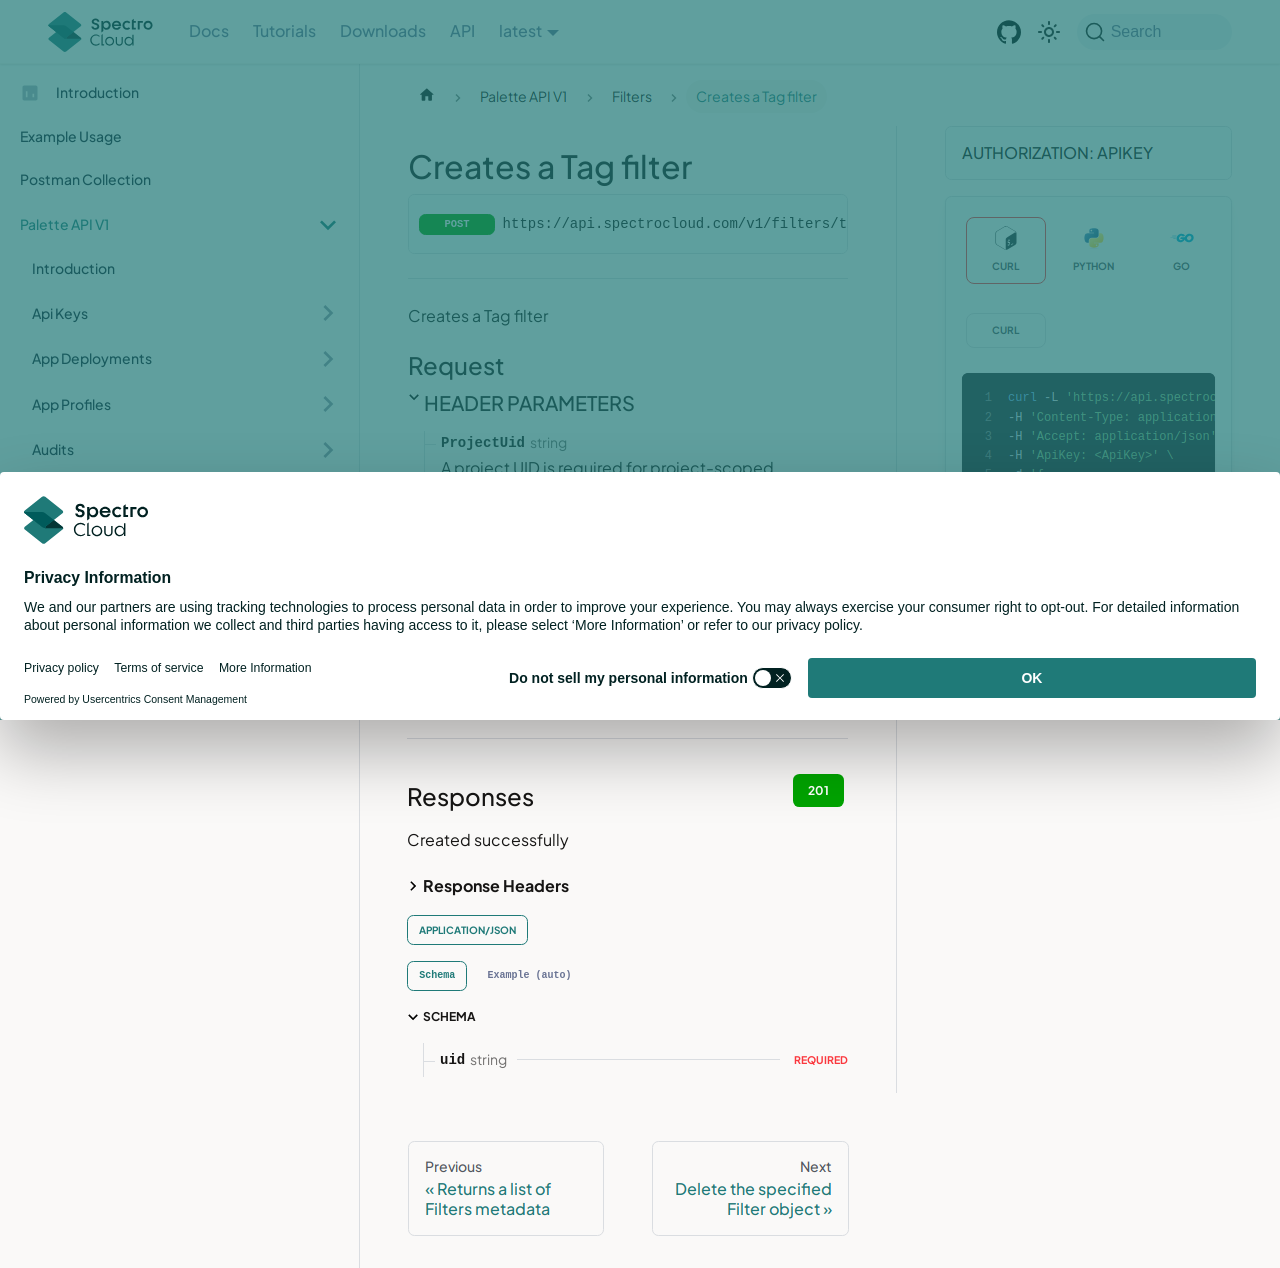 Spectro
Cloud
Docs
Tutorials
Downloads
API
latest
Search
Introduction
Example Usage
Postman Collection
Palette API V1
Introduction
Api Keys
App Deployments
App Profiles
Audits
Palette API V1
Filters
Creates a Tag filter
Creates a Tag filter
POST https://api.spectrocloud.com/v1/filters/t
Creates a Tag filter
Request
HEADER PARAMETERS
ProjectUid string
A project UID is required for project-scoped
AUTHORIZATION: APIKEY
CURL
PYTHON
GO
CURL
1 curl -L 'https://api.spectroc
2 -H 'Content-Type: application
3 -H 'Accept: application/json'
4 -H 'ApiKey: <ApiKey>' \
Spectro
Cloud
Privacy Information
We and our partners are using tracking technologies to process personal data in order to improve your experience. You may always exercise your consumer right to opt-out. For detailed information
about personal information we collect and third parties having access to it, please select ‘More Information’ or refer to our privacy policy.
Privacy policy
Terms of service
More Information
Powered by Usercentrics Consent Management
Do not sell my personal information
OK
Responses
201
Created successfully
Response Headers
APPLICATION/JSON
Schema
Example (auto)
SCHEMA
uid string
REQUIRED
Previous
« Returns a list of
Filters metadata
Next
Delete the specified
Filter object »